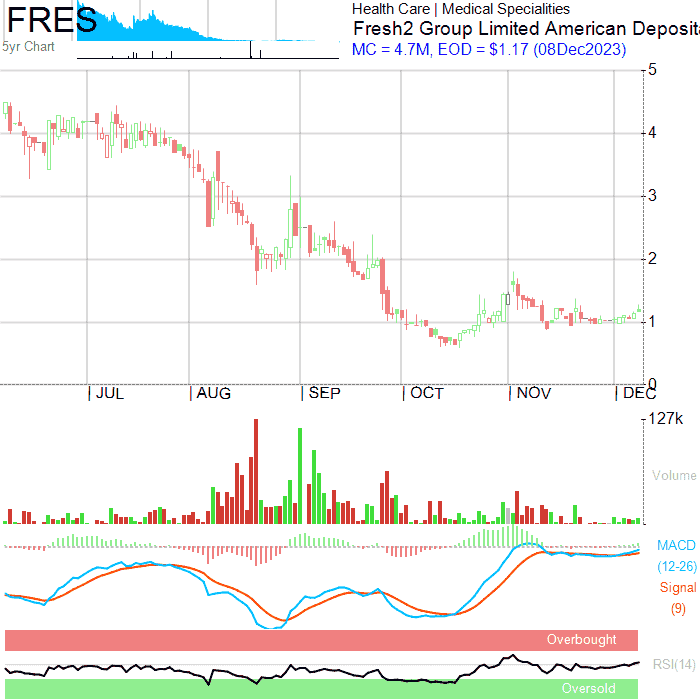 FRES
Health Care | Medical Specialities
Fresh2 Group Limited American Deposit
5yr Chart
MC = 4.7M, EOD = $1.17 (08Dec2023)
5
4
3
2
1
0
| JUL | AUG | SEP | OCT | NOV | DEC
127k
Volume
MACD
(12-26)
Signal
(9)
Overbought
RSI(14)
Oversold